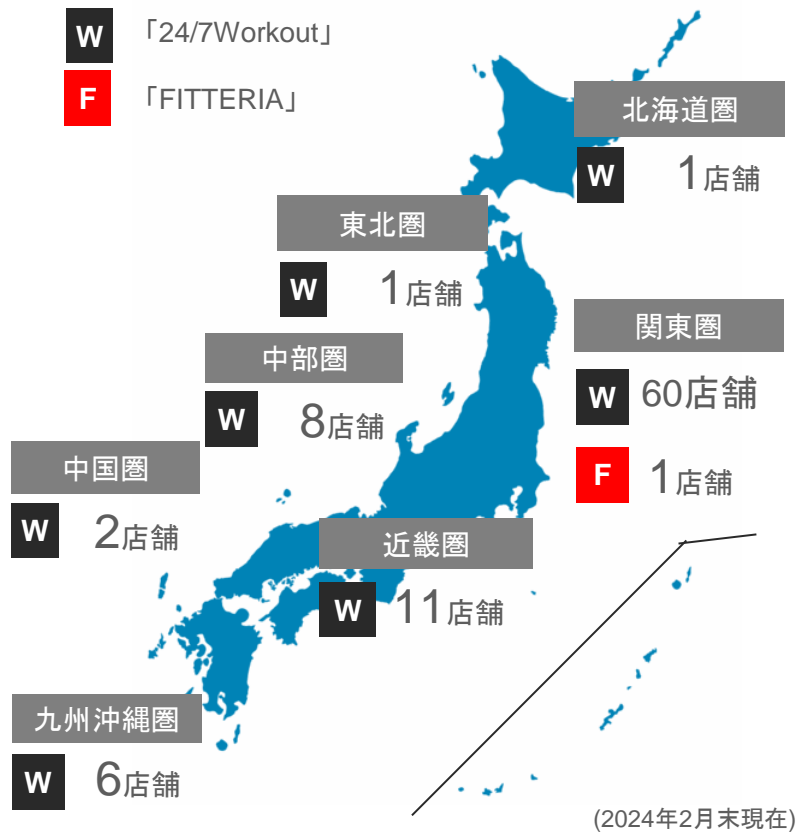 W 「24/7Workout」
F 「FITTERIA」
北海道圏
W 1店舗
東北圏
W 1店舗
関東圏
W 60店舗
F 1店舗
中部圏
W 8店舗
中国圏
W 2店舗
近畿圏
W 11店舗
九州沖縄圏
W 6店舗
(2024年2月末現在)